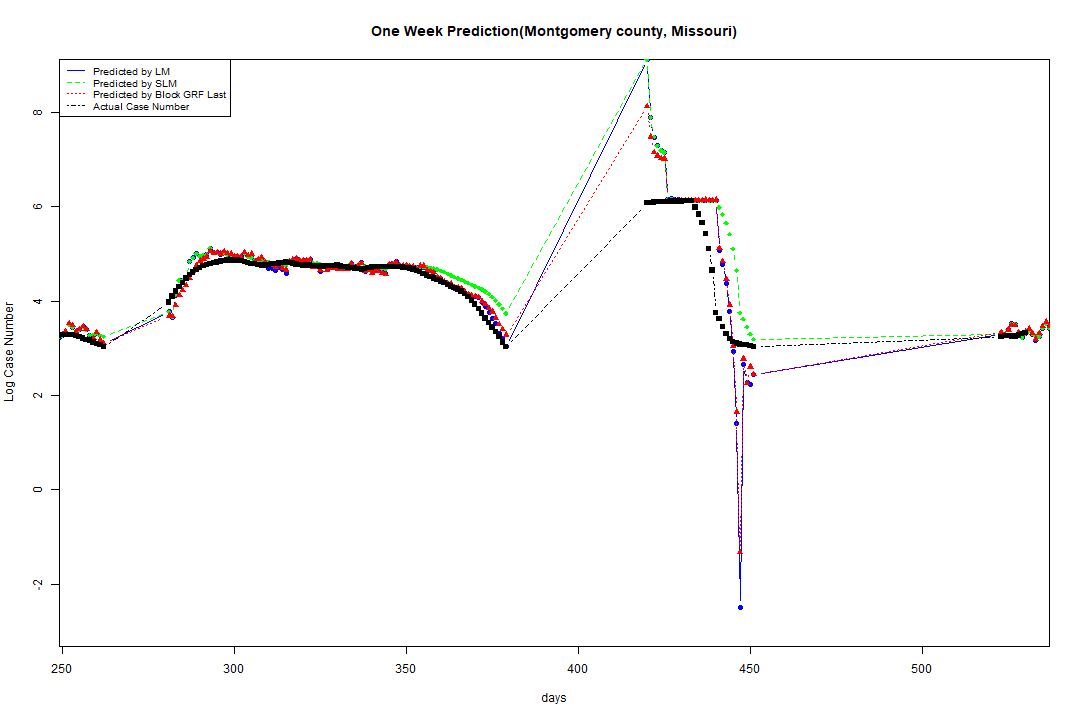 One Week Prediction(Montgomery county, Missouri)
Predicted by LM
Predicted by SLM
Predicted by Block GRF Last
Actual Case Number
Log Case Number
8
6
4
2
0
-2
250 300 350 400 450 500
days